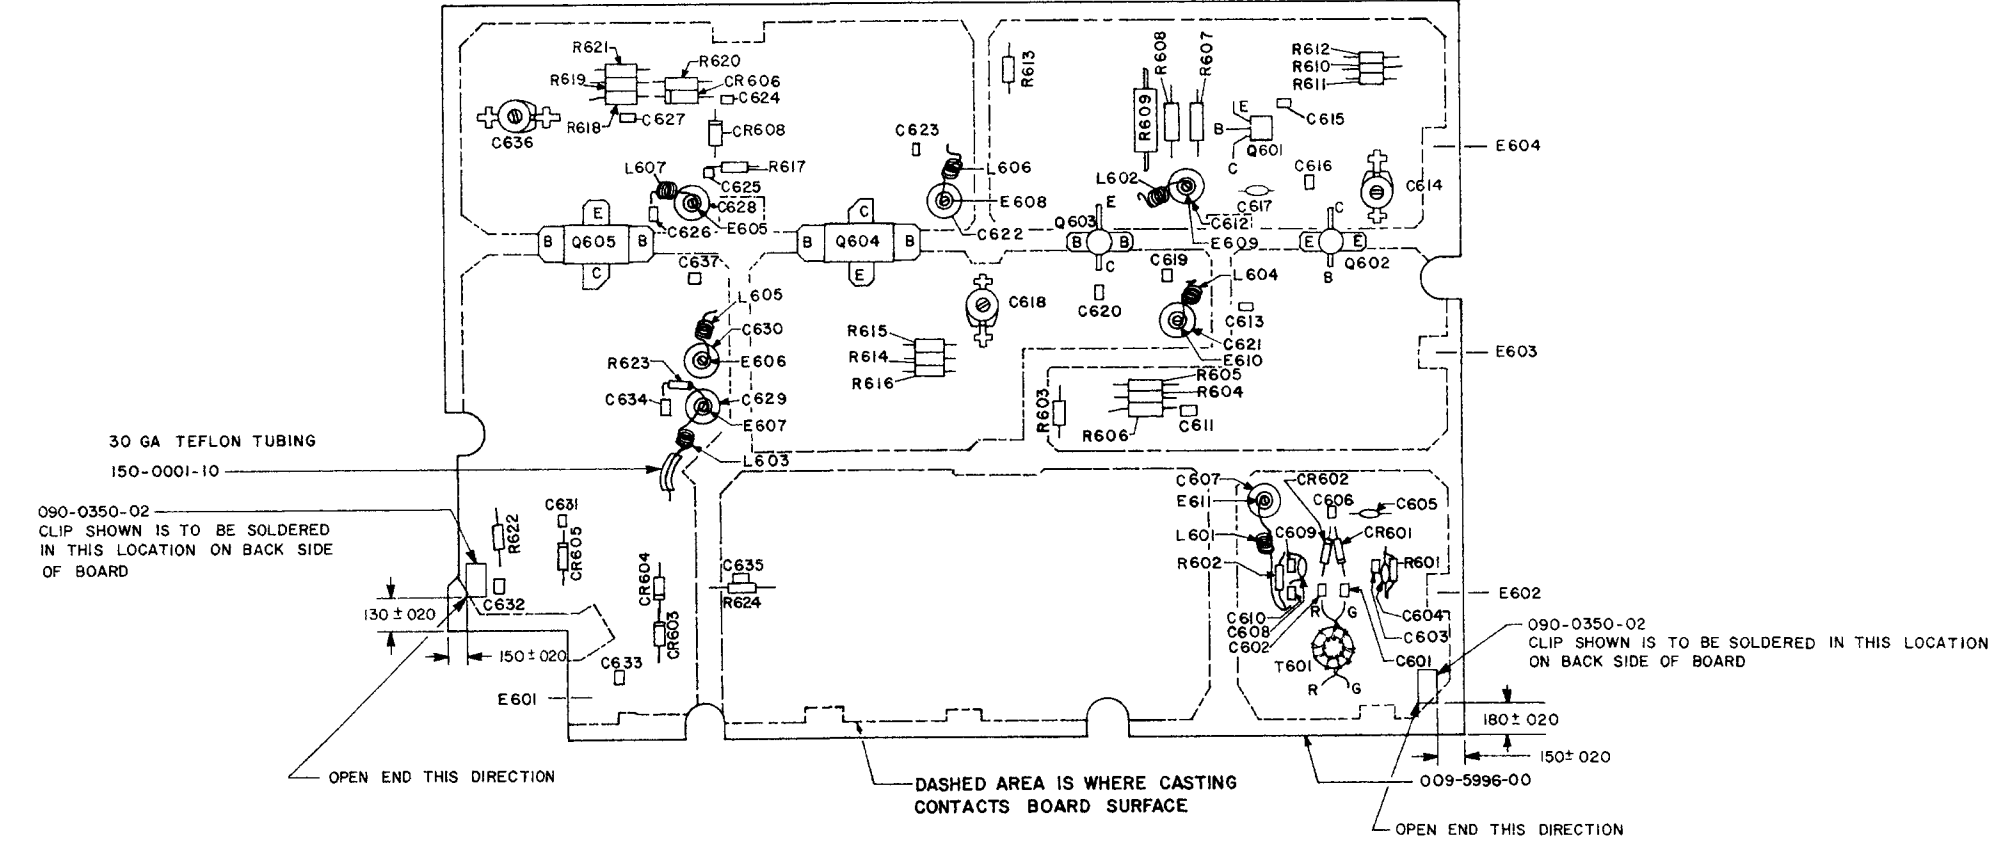 R621
R620
R619
CR606
C624
R618
C627
CR608
C636
R617
L607
C625
C628
C626
E605
C623
L606
E608
C622
R613
R608
R607
R609
R612
R610
R611
E
B
C
Q601
C615
E604
C616
C614
L602
C617
C612
E609
Q603
E
B
B
C
C
E
E
B
Q602
E
B
Q605
B
C
C
B
Q604
B
E
C637
L605
C630
R623
E606
C634
C629
E607
L603
C618
C619
L604
C620
C613
C621
E610
E603
R615
R614
R616
R605
R604
R603
R606
C611
30 GA TEFLON TUBING
150-0001-10
090-0350-02
CLIP SHOWN IS TO BE SOLDERED
IN THIS LOCATION ON BACK SIDE
OF BOARD
R622
C631
CR605
C632
130 ± 020
150 ± 020
CR604
CR603
C635
R624
C633
E601
C607
CR602
E611
C606
C605
L601
C609
CR601
R602
R601
C610
C608
C602
R
G
C604
C603
T601
C601
R
G
E602
090-0350-02
CLIP SHOWN IS TO BE SOLDERED IN THIS LOCATION
ON BACK SIDE OF BOARD
180± 020
150± 020
009-5996-00
OPEN END THIS DIRECTION
DASHED AREA IS WHERE CASTING
CONTACTS BOARD SURFACE
OPEN END THIS DIRECTION